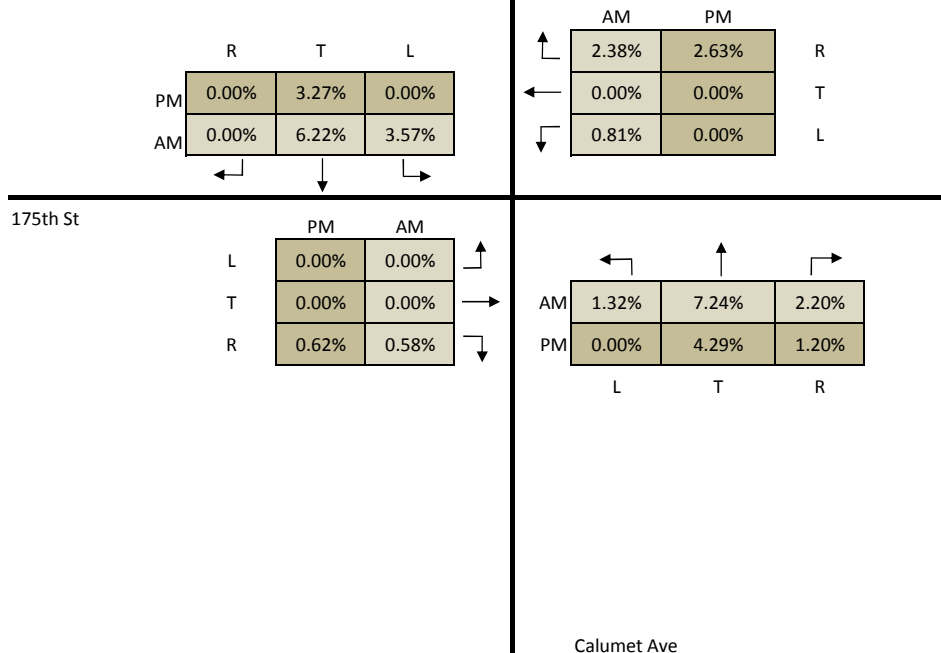 AM PM
R T L
2.38% 2.63% R
PM 0.00% 3.27% 0.00%
0.00% 0.00% T
AM 0.00% 6.22% 3.57%
0.81% 0.00% L
175th St
PM AM
L 0.00% 0.00%
T 0.00% 0.00%
R 0.62% 0.58%
AM 1.32% 7.24% 2.20%
PM 0.00% 4.29% 1.20%
L T R
Calumet Ave